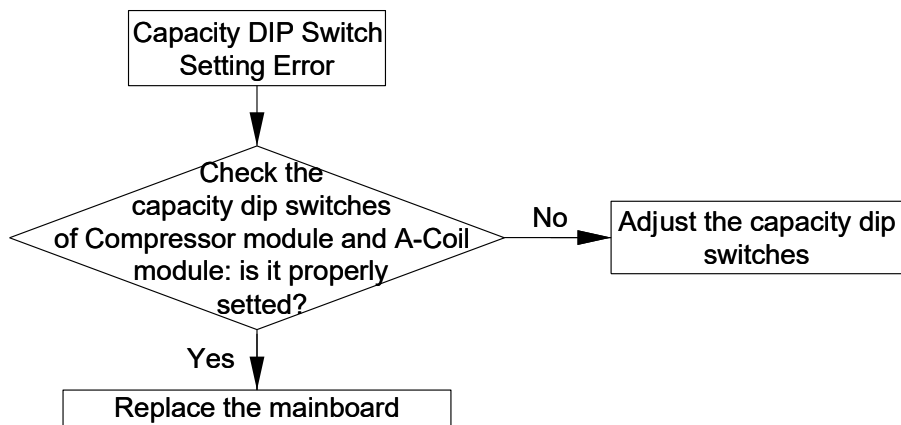 Capacity DIP Switch
Setting Error
Check the
capacity dip switches
of Compressor module and A-Coil
module: is it properly
setted?
No
Adjust the capacity dip
switches
Yes
Replace the mainboard